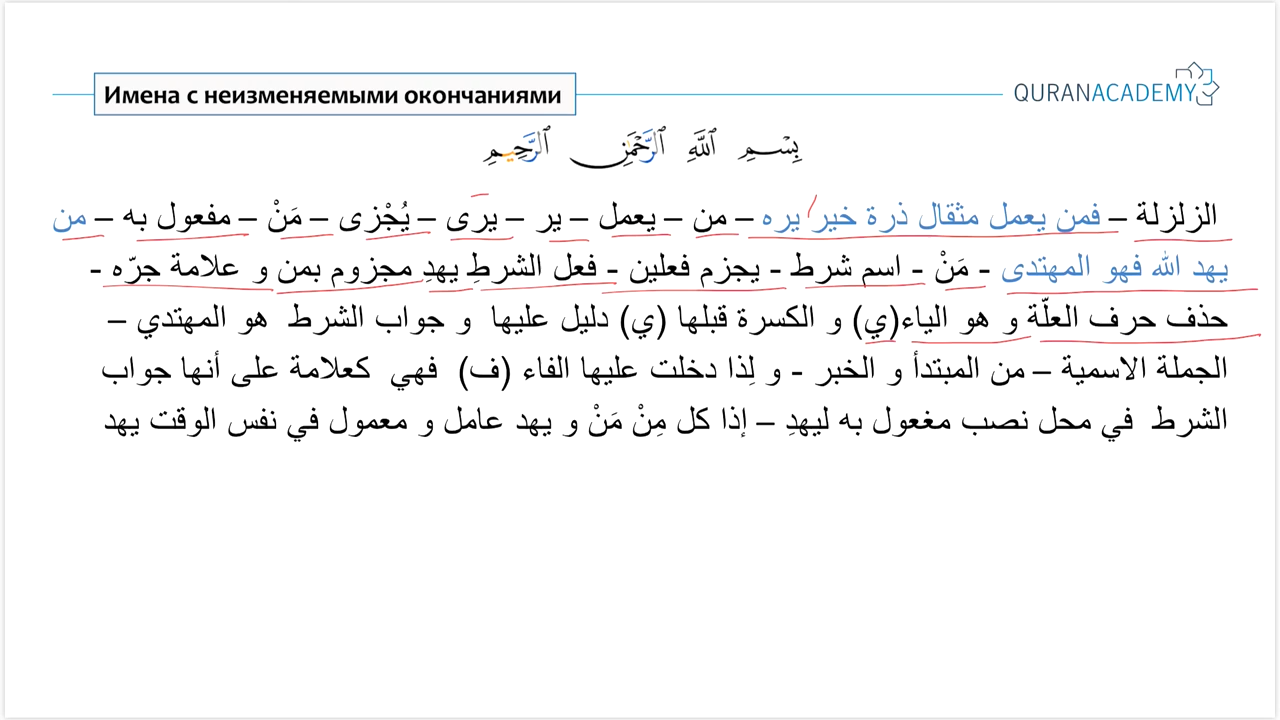 Имена с неизменяемыми окончаниями
QURANACADEMY
بِسْمِ ٱللَّهِ ٱلرَّحْمَٰنِ ٱلرَّحِيمِ
الزلزلة – فمن يعمل مثقال ذرة خير يره – من – يعمل – ير – يرى – يُجْزى – مَنْ – مفعول به – من
يهد الله فهو المهتدى - مَنْ - اسم شرط - يجزم فعلين - فعل الشرطِ يهدِ مجزوم بمن و علامة جرّه -
حذف حرف العلّة و هو الياء(ي) و الكسرة قبلها (ي) دليل عليها و جواب الشرط هو المهتدي –
الجملة الاسمية – من المبتدأ و الخبر - و لِذا دخلت عليها الفاء (ف) فهي كعلامة على أنها جواب
الشرط في محل نصب مغعول به ليهدِ – إذا كل مِنْ مَنْ و يهد عامل و معمول في نفس الوقت يهد